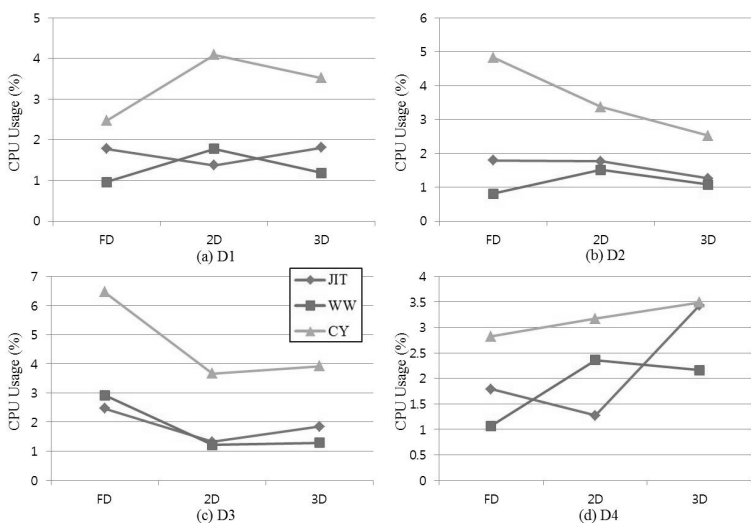 5
4
3
2
1
0
CPU Usage (%)
FD
2D
3D
(a) D1
6
5
4
3
2
1
0
CPU Usage (%)
FD
2D
3D
(b) D2
7
6
5
4
3
2
1
0
CPU Usage (%)
JIT
WW
CY
FD
2D
3D
(c) D3
4
3.5
3
2.5
2
1.5
1
0.5
0
CPU Usage (%)
FD
2D
3D
(d) D4